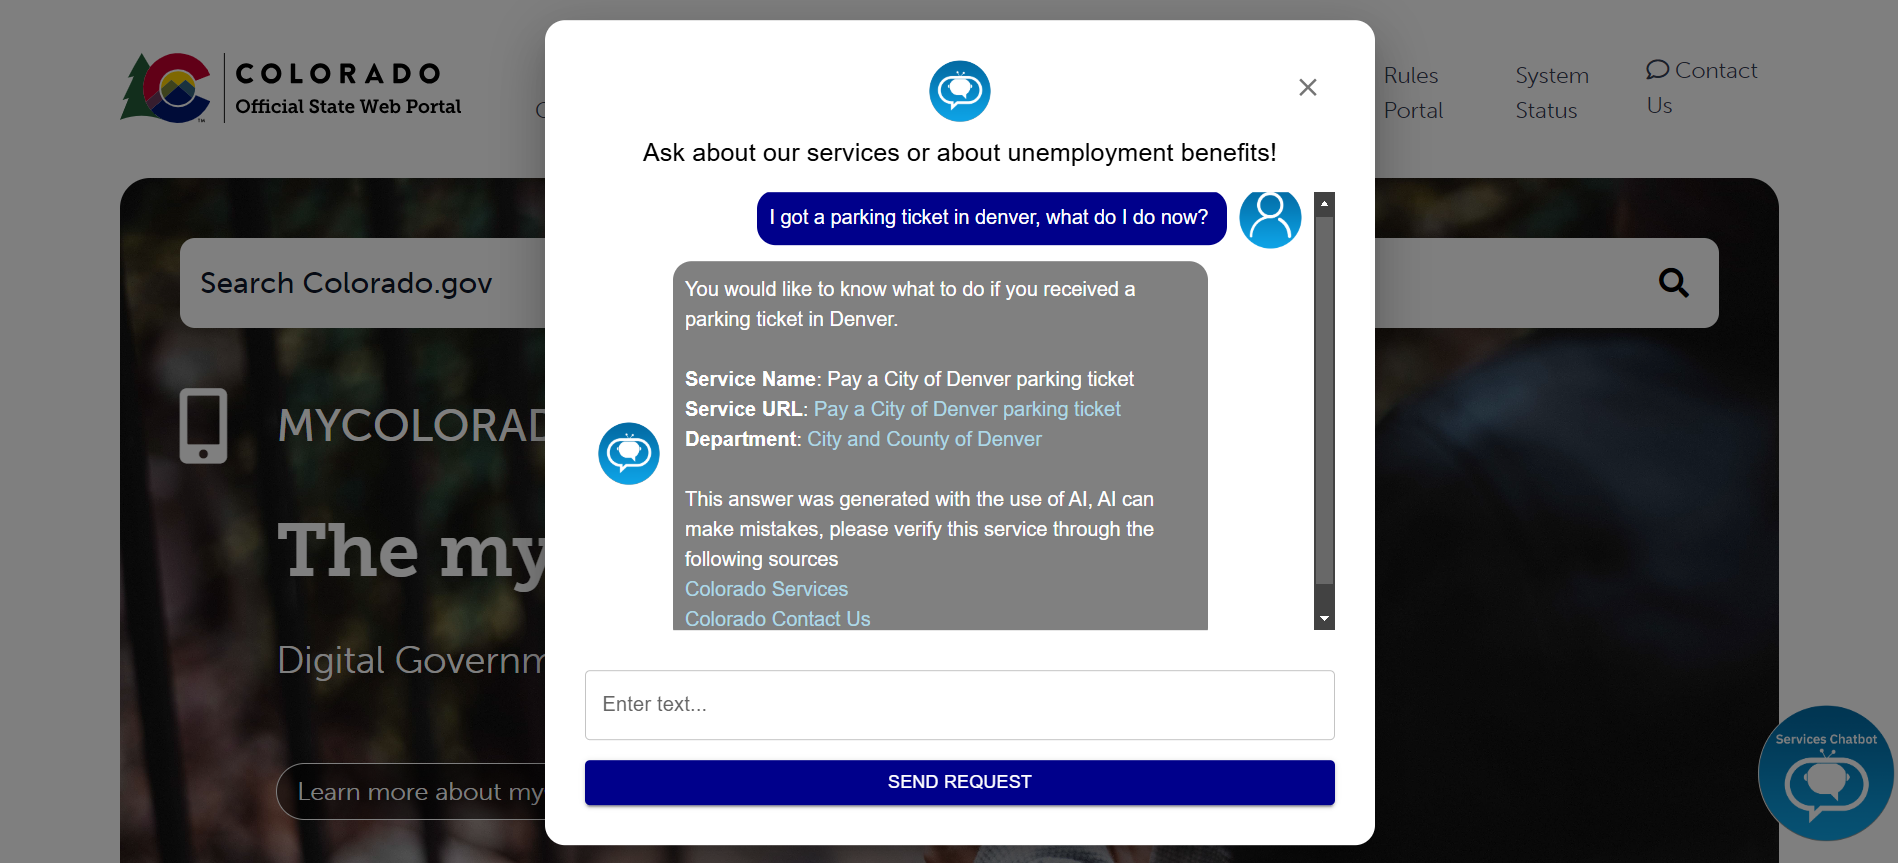 COLORADO
Official State Web Portal
Rules
Portal
System
Status
Contact
Us
Search Colorado.gov
MYCOLORAD
The my
Digital Governm
Learn more about my
Ask about our services or about unemployment benefits!
I got a parking ticket in denver, what do I do now?
You would like to know what to do if you received a
parking ticket in Denver.
Service Name: Pay a City of Denver parking ticket
Service URL: Pay a City of Denver parking ticket
Department: City and County of Denver
This answer was generated with the use of AI, AI can
make mistakes, please verify this service through the
following sources
Colorado Services
Colorado Contact Us
Enter text...
SEND REQUEST
Services Chatbot